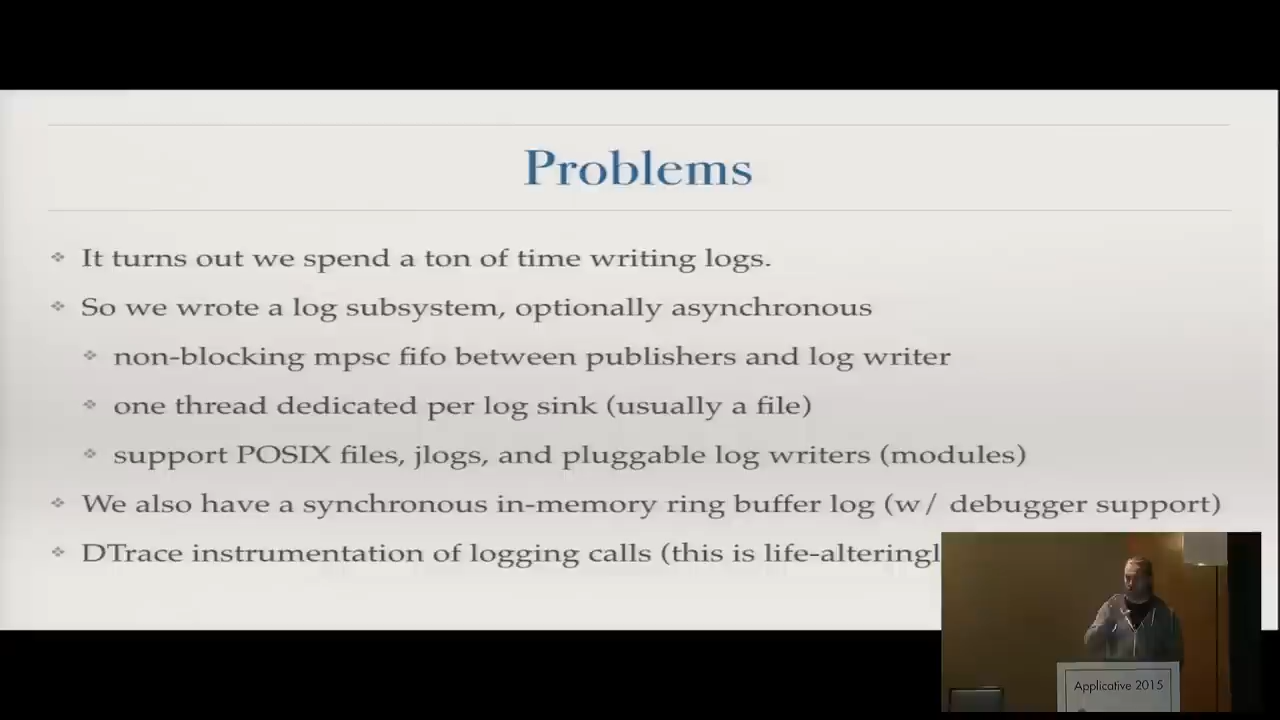 Problems
It turns out we spend a ton of time writing logs.
So we wrote a log subsystem, optionally asynchronous
non-blocking mpsc fifo between publishers and log writer
one thread dedicated per log sink (usually a file)
support POSIX files, jlogs, and pluggable log writers (modules)
We also have a synchronous in-memory ring buffer log (w/ debugger support)
DTrace instrumentation of logging calls (this is
Applicative 2015